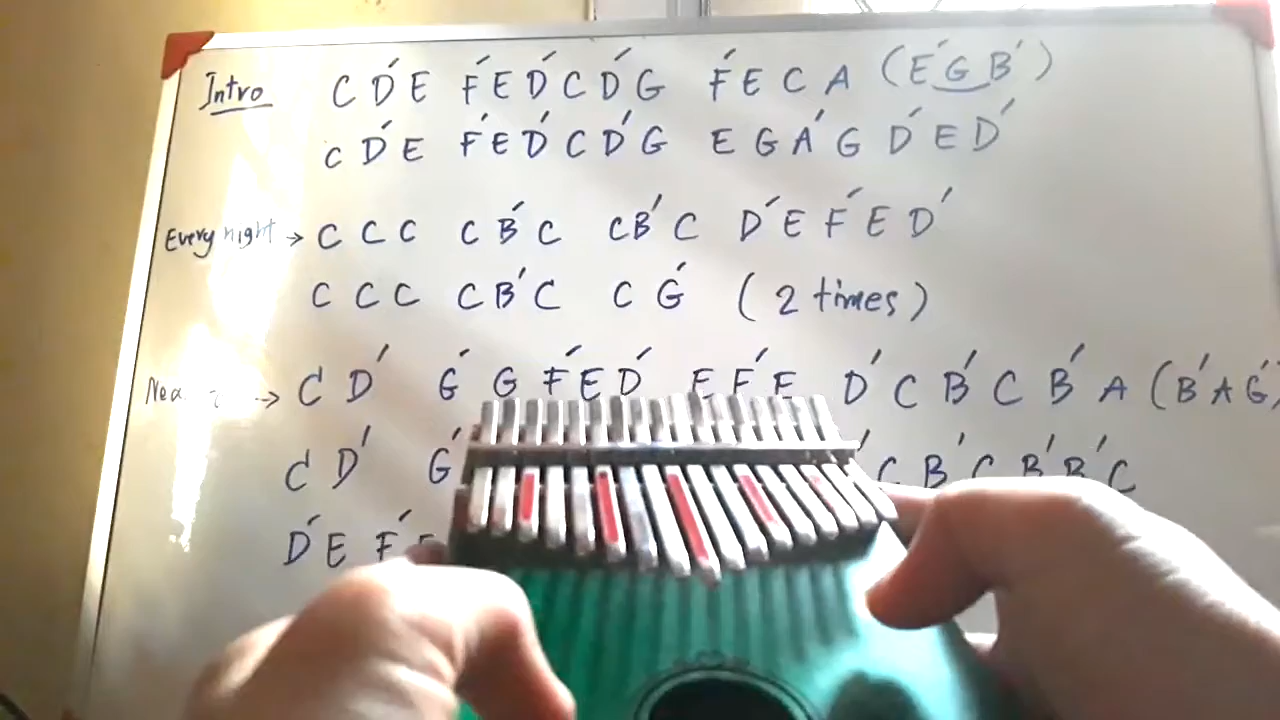 Intro C D' E F' E D' C D' G F' E C A (E' G B')
C D' E F' E D' C D' G E G A' G D' E D'
Every night → C C C C B' C C B' C D' E F' E D'
C C C C B' C C G' (2 times)
→ C D' G' G F' E D' E F' E D' C B' C B' A (B' A G'
C D' G' C B' C B' B' C
D' E F'